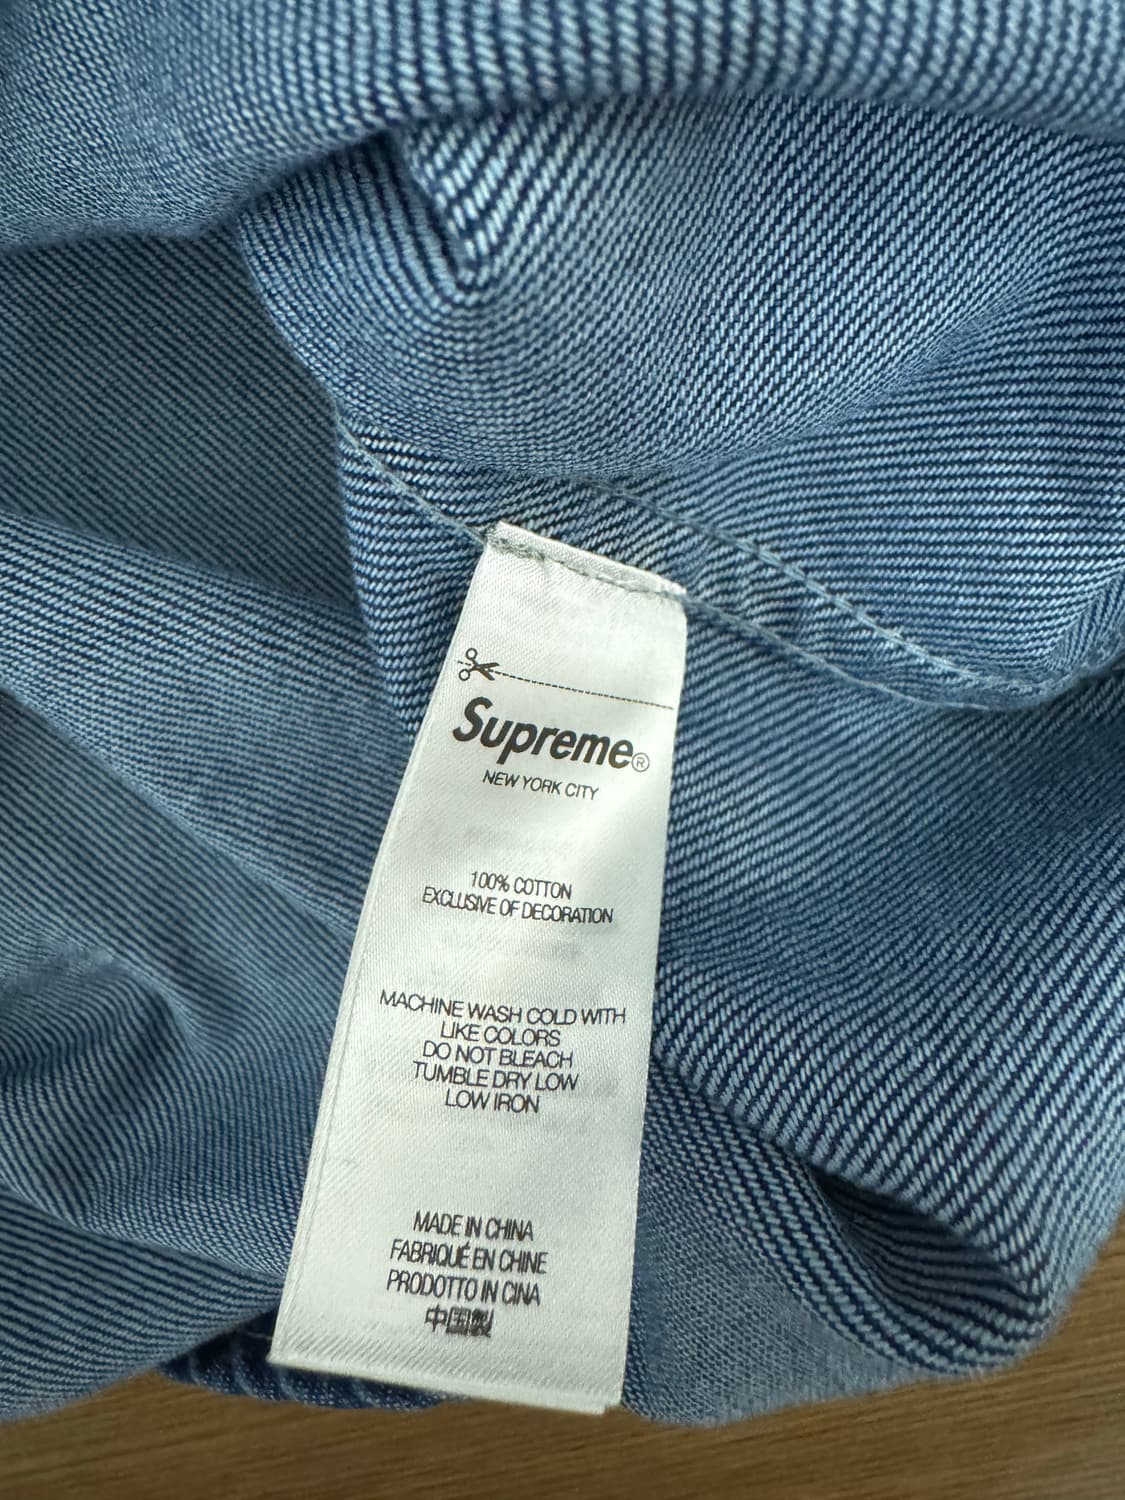 Supreme®
NEW YORK CITY
100% COTTON
EXCLUSIVE OF DECORATION
MACHINE WASH COLD WITH
LIKE COLORS
DO NOT BLEACH
TUMBLE DRY LOW
LOW IRON
MADE IN CHINA
FABRIQUÉ EN CHINE
PRODOTTO IN CINA
中国製